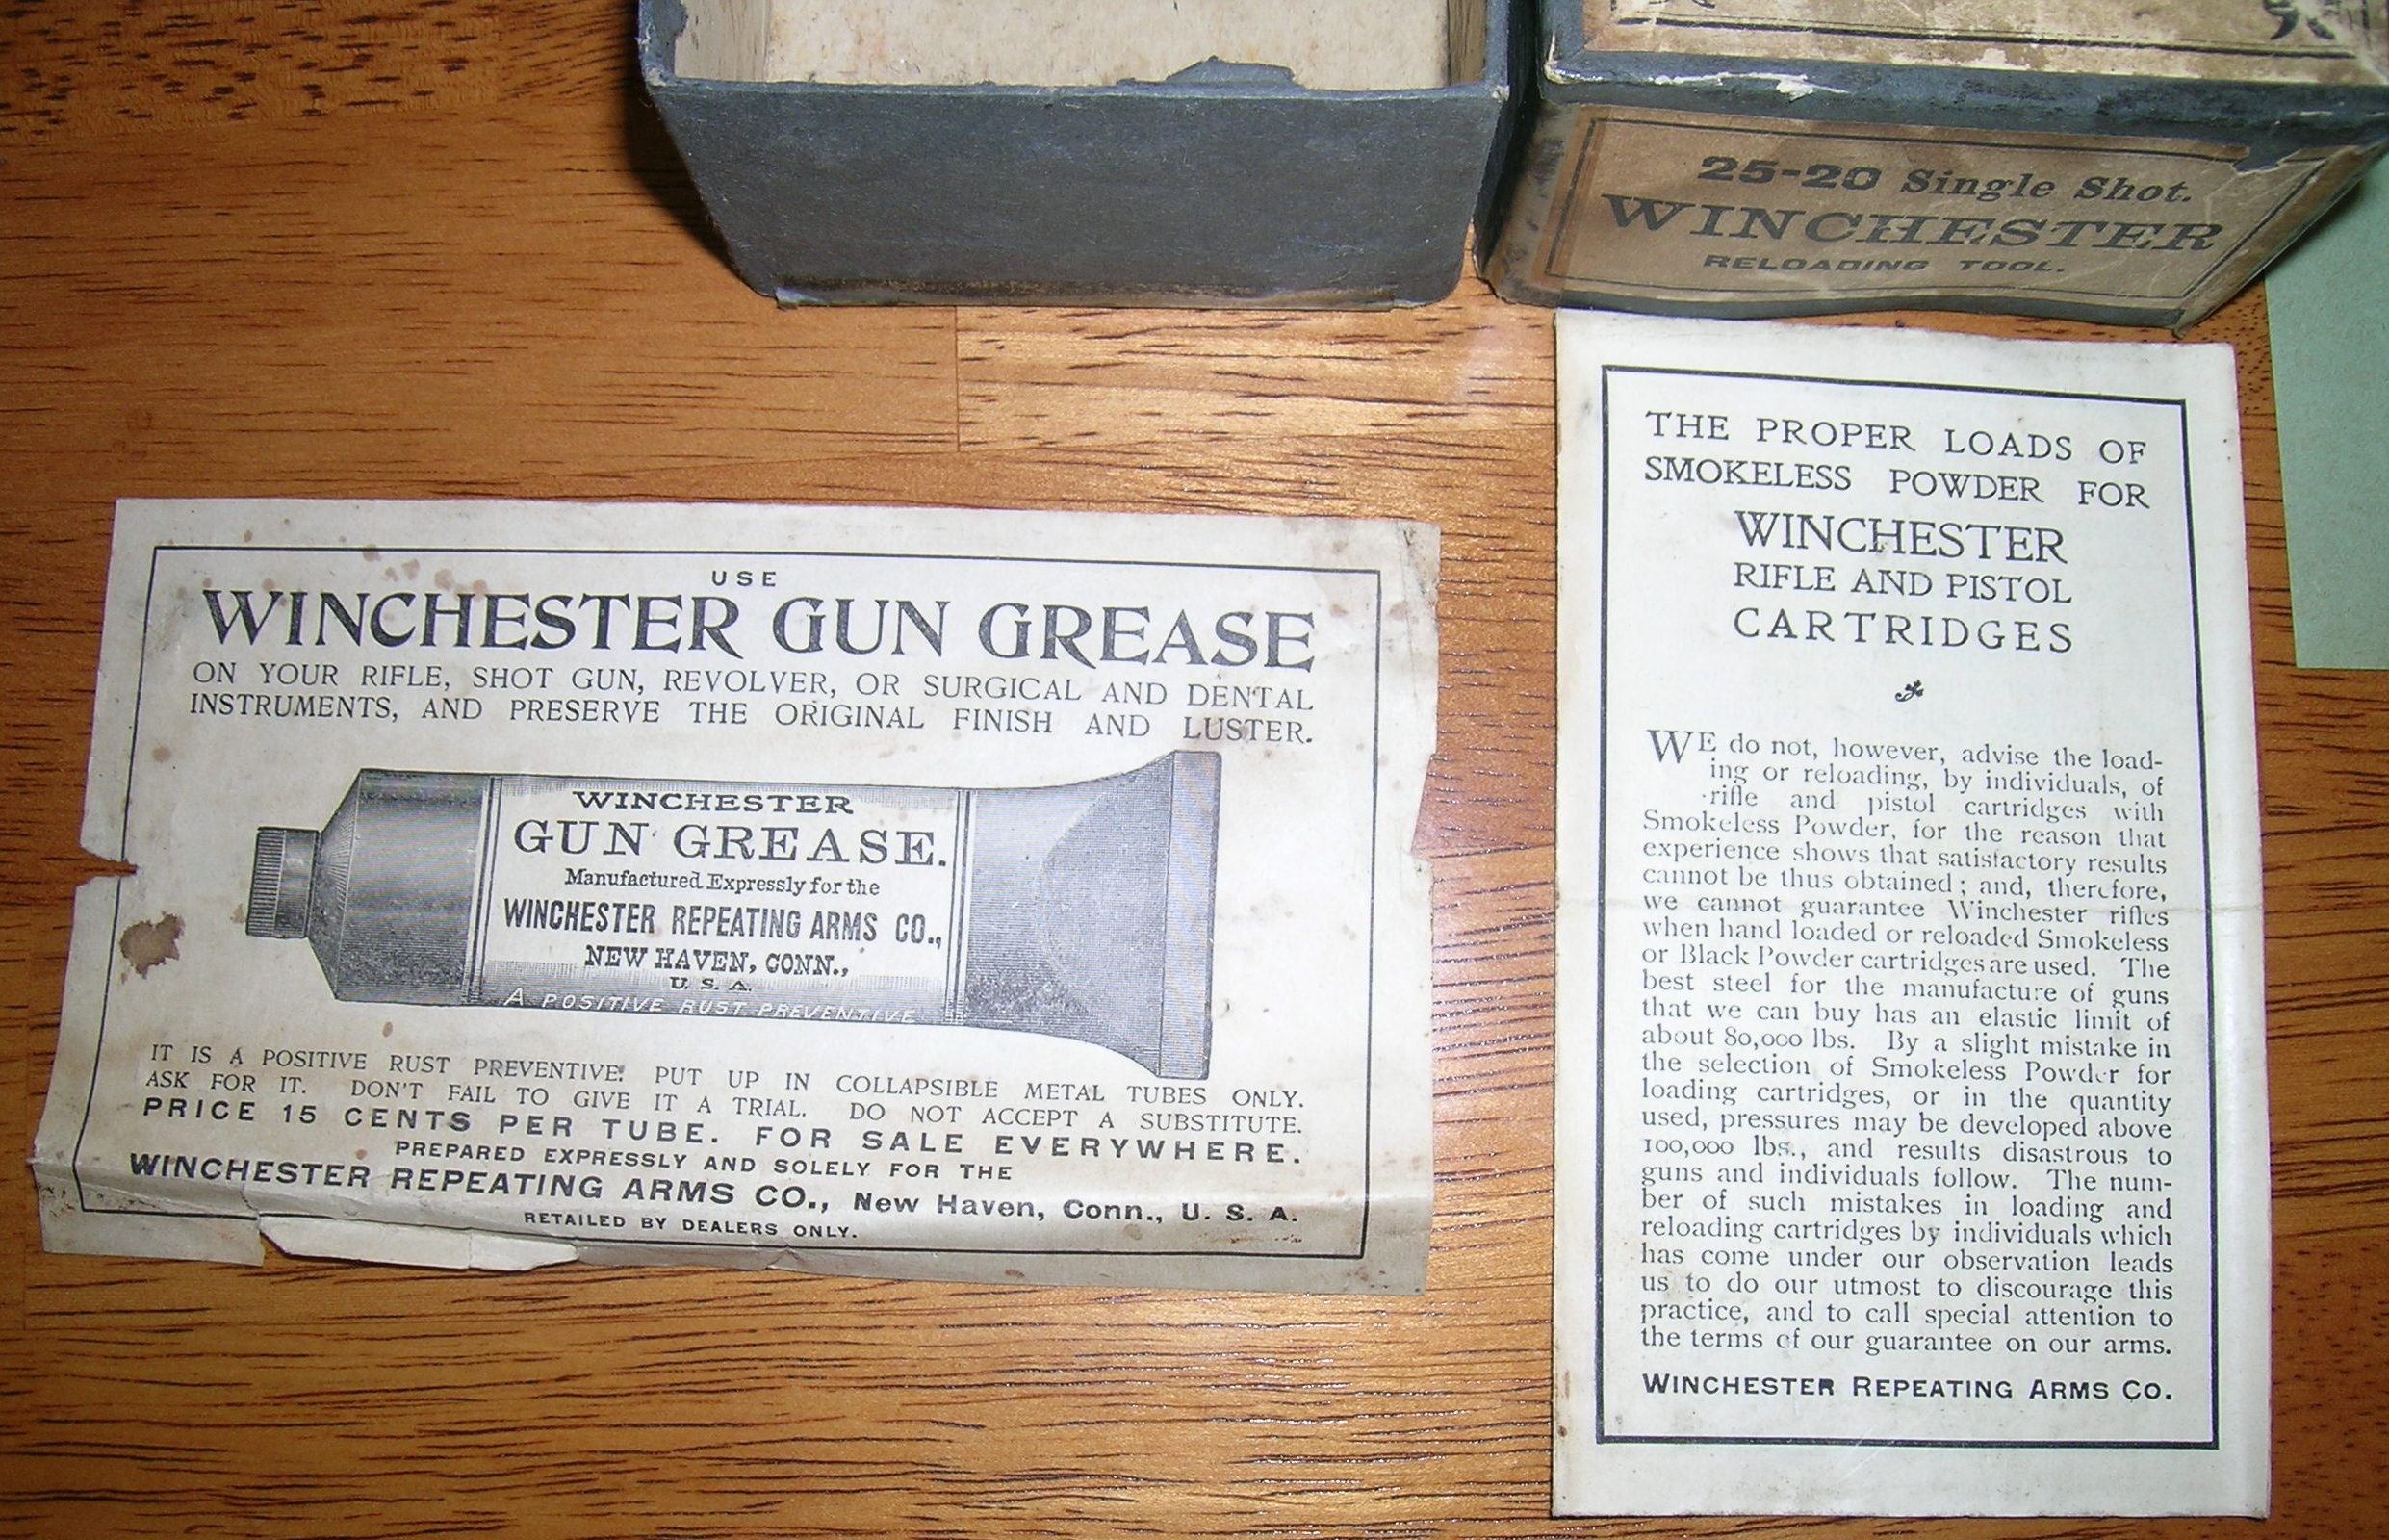 25-20 Single Shot.
WINCHESTER
RELOADING TOOL.
USE
WINCHESTER GUN GREASE
ON YOUR RIFLE, SHOT GUN, REVOLVER, OR SURGICAL AND DENTAL
INSTRUMENTS, AND PRESERVE THE ORIGINAL FINISH AND LUSTER.
WINCHESTER
GUN GREASE.
Manufactured Expressly for the
WINCHESTER REPEATING ARMS CO.,
NEW HAVEN, CONN.,
U. S. A.
A POSITIVE RUST PREVENTIVE
IT IS A POSITIVE RUST PREVENTIVE. PUT UP IN COLLAPSIBLE METAL TUBES ONLY.
ASK FOR IT. DON'T FAIL TO GIVE IT A TRIAL. DO NOT ACCEPT A SUBSTITUTE.
PRICE 15 CENTS PER TUBE. FOR SALE EVERYWHERE.
PREPARED EXPRESSLY AND SOLELY FOR THE
WINCHESTER REPEATING ARMS CO., New Haven, Conn., U. S. A.
RETAILED BY DEALERS ONLY.
THE PROPER LOADS OF
SMOKELESS POWDER FOR
WINCHESTER
RIFLE AND PISTOL
CARTRIDGES
WE do not, however, advise the load-
ing or reloading, by individuals, of
rifle and pistol cartridges with
Smokeless Powder, for the reason that
experience shows that satisfactory results
cannot be thus obtained; and, therefore,
we cannot guarantee Winchester rifles
when hand loaded or reloaded Smokeless
or Black Powder cartridges are used. The
best steel for the manufacture of guns
that we can buy has an elastic limit of
about 80,000 lbs. By a slight mistake in
the selection of Smokeless Powder for
loading cartridges, or in the quantity
used, pressures may be developed above
100,000 lbs., and results disastrous to
guns and individuals follow. The num-
ber of such mistakes in loading and
reloading cartridges by individuals which
has come under our observation leads
us to do our utmost to discourage this
practice, and to call special attention to
the terms of our guarantee on our arms.
WINCHESTER REPEATING ARMS CO.